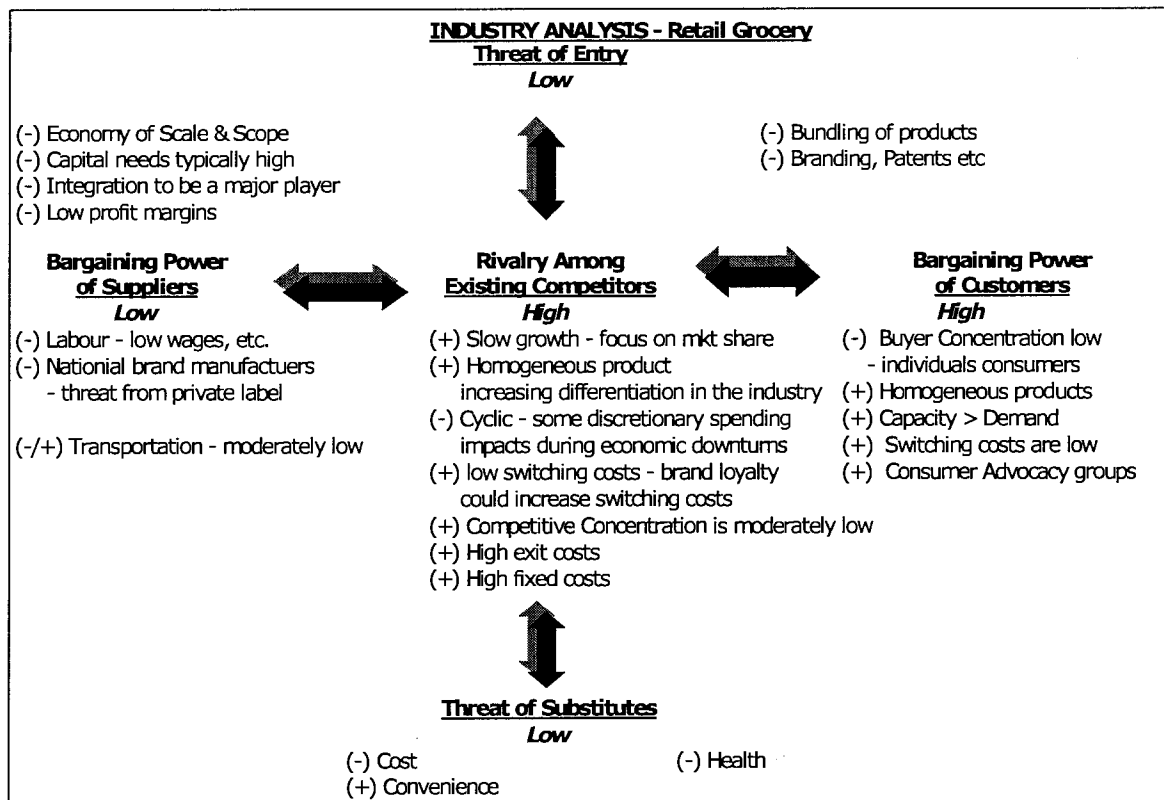 INDUSTRY ANALYSIS - Retail Grocery
Threat of Entry
Low
(-) Economy of Scale & Scope
(-) Capital needs typically high
(-) Integration to be a major player
(-) Low profit margins
(-) Bundling of products
(-) Branding, Patents etc
Bargaining Power
of Suppliers
Low
(-) Labour - low wages, etc.
(-) Nationial brand manufactuers
- threat from private label
(-/+) Transportation - moderately low
Rivalry Among
Existing Competitors
High
(+) Slow growth - focus on mkt share
(+) Homogeneous product
increasing differentiation in the industry
(-) Cyclic - some discretionary spending
impacts during economic downturns
(+) low switching costs - brand loyalty
could increase switching costs
(+) Competitive Concentration is moderately low
(+) High exit costs
(+) High fixed costs
Bargaining Power
of Customers
High
(-) Buyer Concentration low
- individuals consumers
(+) Homogeneous products
(+) Capacity > Demand
(+) Switching costs are low
(+) Consumer Advocacy groups
Threat of Substitutes
Low
(-) Cost
(+) Convenience
(-) Health